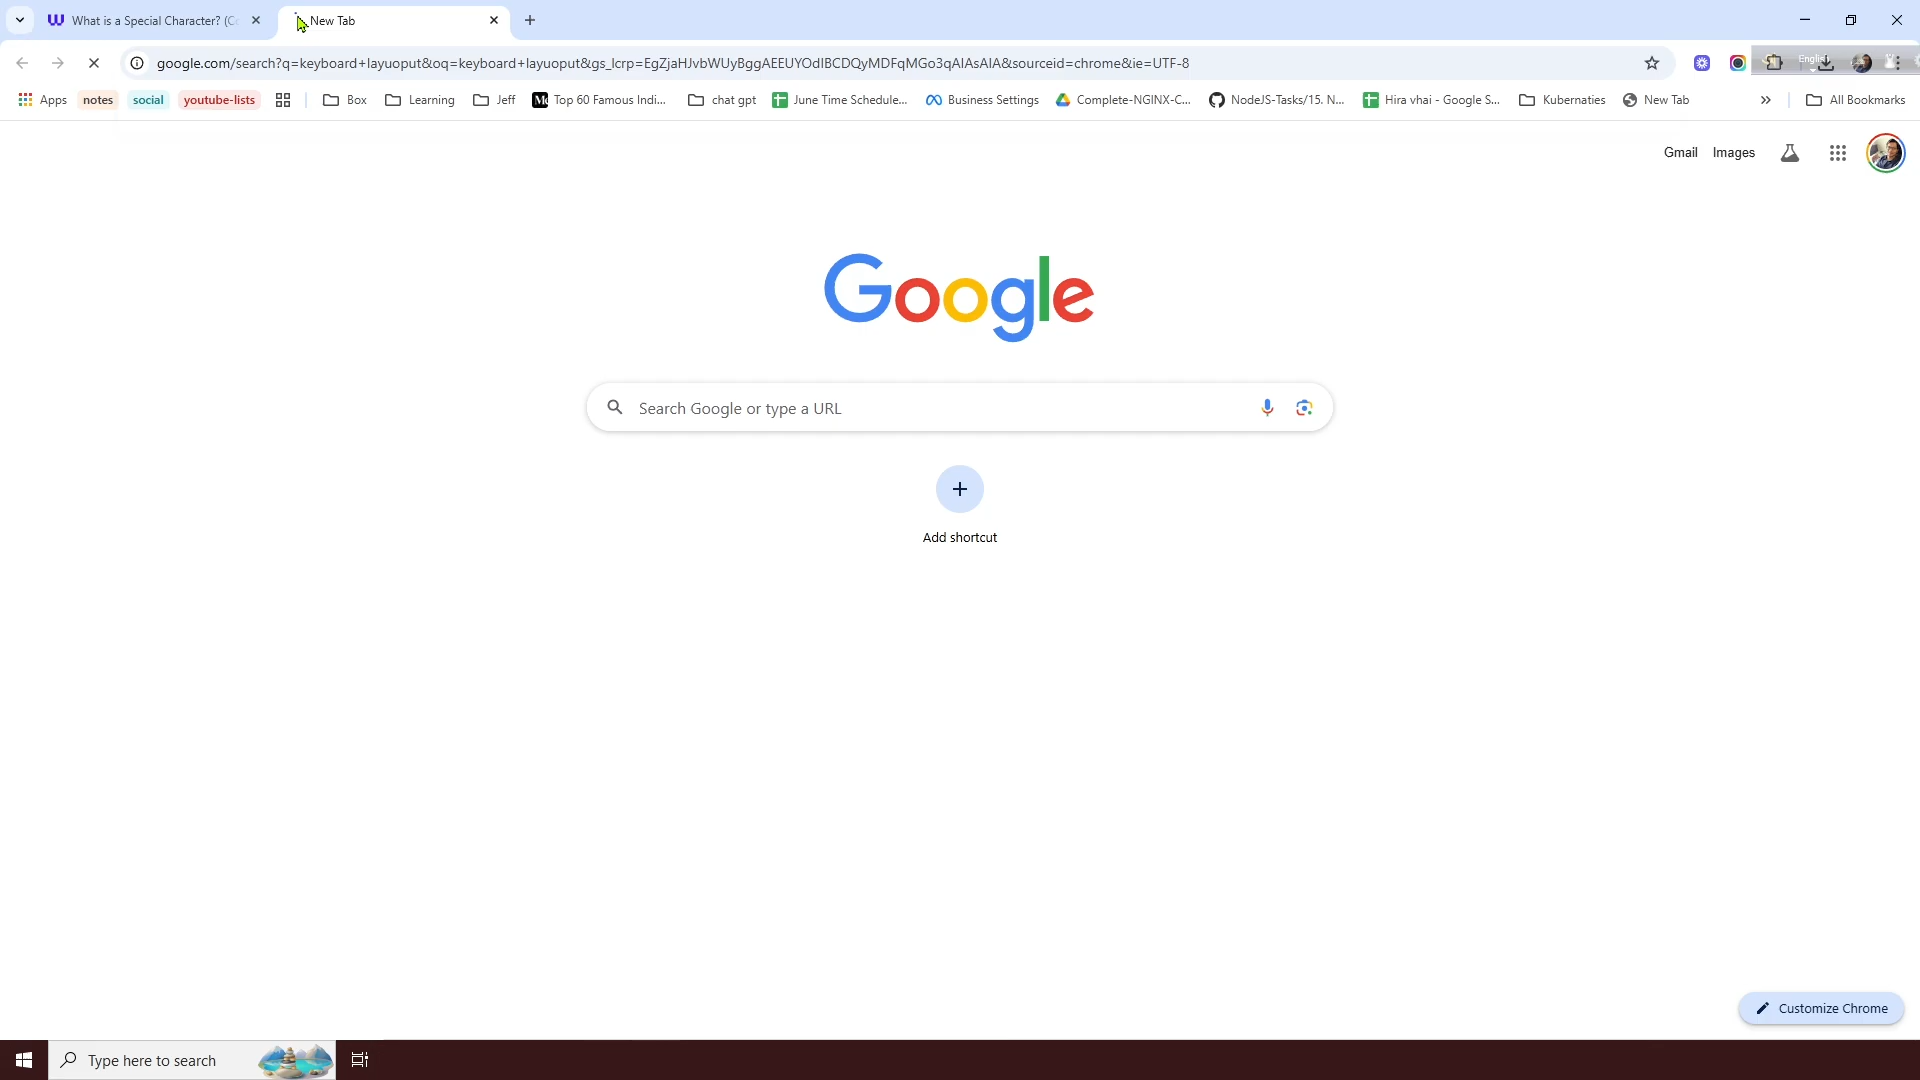 What is a Special Character? (Co
New Tab
google.com/search?q=keyboard+layuoput&oq=keyboard+layuoput&gs_lcrp=EgZjaHJvbWUyBggAEEUYOdIBCDQyMDFqMGo3qAIAsAIA&sourceid=chrome&ie=UTF-8
English
Apps
notes
social
youtube-lists
Box
Learning
Jeff
Top 60 Famous Indi...
chat gpt
June Time Schedule...
Business Settings
Complete-NGINX-C...
NodeJS-Tasks/15. N...
Hira vhai - Google S...
Kubernaties
New Tab
All Bookmarks
Gmail
Images
Google
Search Google or type a URL
Add shortcut
Customize Chrome
Type here to search